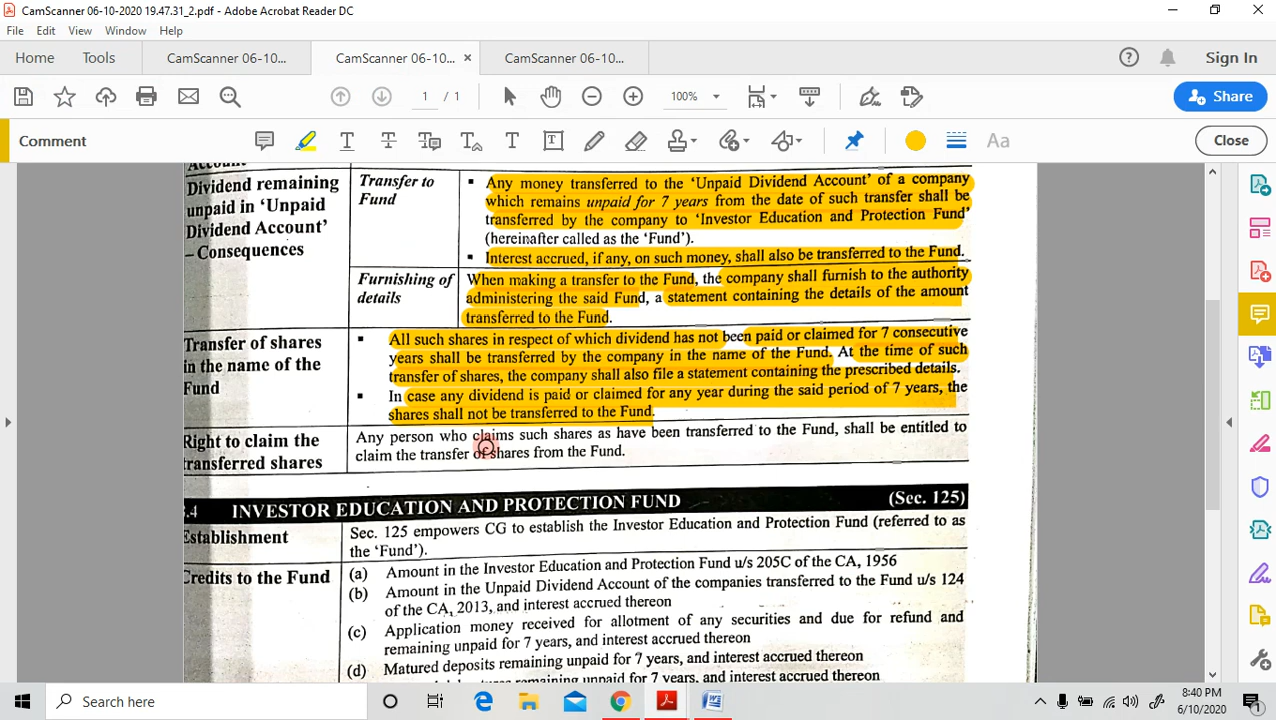 CamScanner 06-10-2020 19.47.31_2.pdf - Adobe Acrobat Reader DC
File Edit View Window Help
Home Tools CamScanner 06-10... CamScanner 06-10... × CamScanner 06-10... Sign In
1 / 1 100% Share
Comment Aa Close
Account
Dividend remaining
unpaid in ‘Unpaid
Dividend Account’
– Consequences
Transfer to
Fund
▪ Any money transferred to the ‘Unpaid Dividend Account’ of a company
which remains unpaid for 7 years from the date of such transfer shall be
transferred by the company to ‘Investor Education and Protection Fund’
(hereinafter called as the ‘Fund’).
▪ Interest accrued, if any, on such money, shall also be transferred to the Fund.
Furnishing of
details
When making a transfer to the Fund, the company shall furnish to the authority
administering the said Fund, a statement containing the details of the amount
transferred to the Fund.
Transfer of shares
in the name of the
Fund
▪ All such shares in respect of which dividend has not been paid or claimed for 7 consecutive
years shall be transferred by the company in the name of the Fund. At the time of such
transfer of shares, the company shall also file a statement containing the prescribed details.
▪ In case any dividend is paid or claimed for any year during the said period of 7 years, the
shares shall not be transferred to the Fund.
Right to claim the
transferred shares
Any person who claims such shares as have been transferred to the Fund, shall be entitled to
claim the transfer of shares from the Fund.
.4 INVESTOR EDUCATION AND PROTECTION FUND (Sec. 125)
Establishment
Sec. 125 empowers CG to establish the Investor Education and Protection Fund (referred to as
the ‘Fund’).
Credits to the Fund
(a) Amount in the Investor Education and Protection Fund u/s 205C of the CA, 1956
(b) Amount in the Unpaid Dividend Account of the companies transferred to the Fund u/s 124
of the CA, 2013, and interest accrued thereon
(c) Application money received for allotment of any securities and due for refund and
remaining unpaid for 7 years, and interest accrued thereon
(d) Matured deposits remaining unpaid for 7 years, and interest accrued thereon
remaining unpaid for 7 years, and interest accrued thereon
Search here
8:40 PM
6/10/2020
1